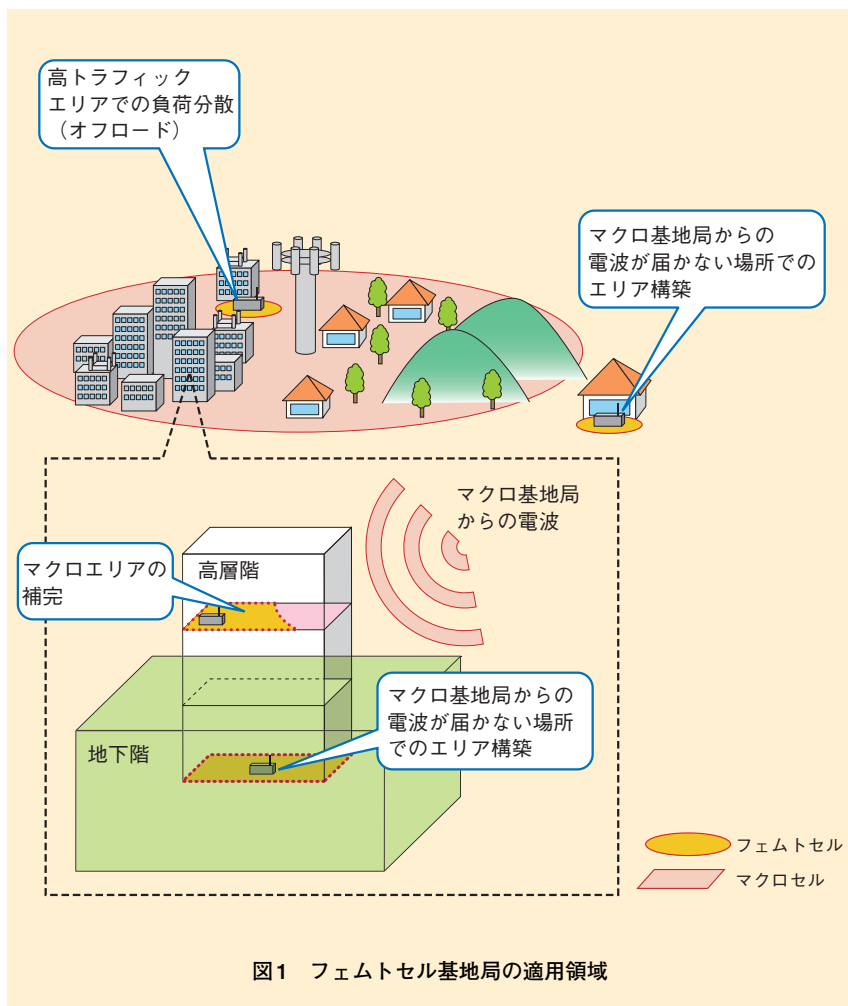 高トラフィック
エリアでの負荷分散
（オフロード）
マクロ基地局からの
電波が届かない場所での
エリア構築
マクロ基地局
からの電波
マクロエリアの
補完
高層階
マクロ基地局からの
電波が届かない場所
でのエリア構築
地下階
フェムトセル
マクロセル
図1　フェムトセル基地局の適用領域